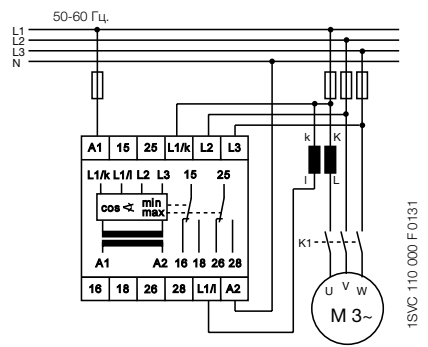 50-60 Гц.
L1
L2
L3
N
A1 15 25 L1/k L2 L3
L1/k L1/l L2 L3 15 25
cos ∢ min
max
A1 A2 16 18 26 28
16 18 26 28 L1/l A2
k K
l L
K1
U V W
M 3~
1SVC 110 000 F 0131